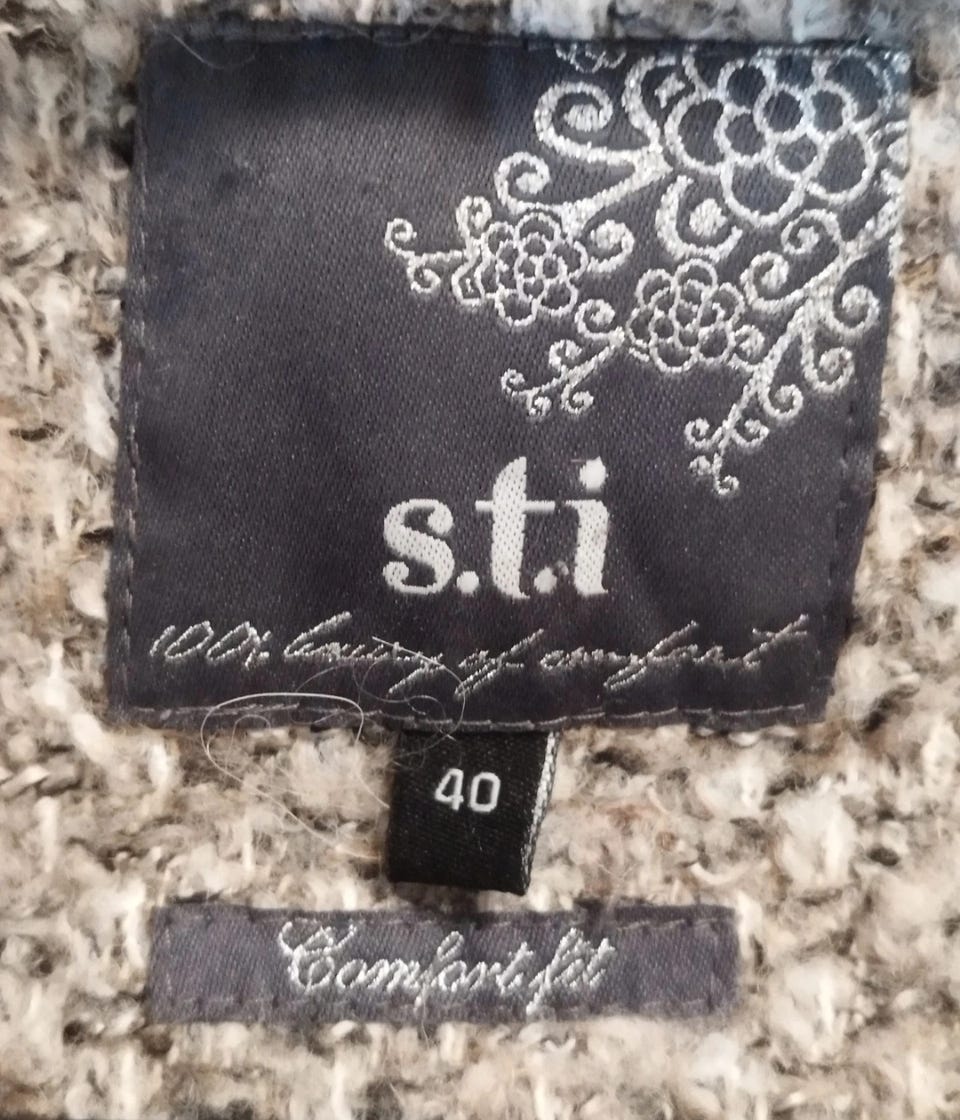 s.t.i
100% luxury of comfort
40
Comfort fit